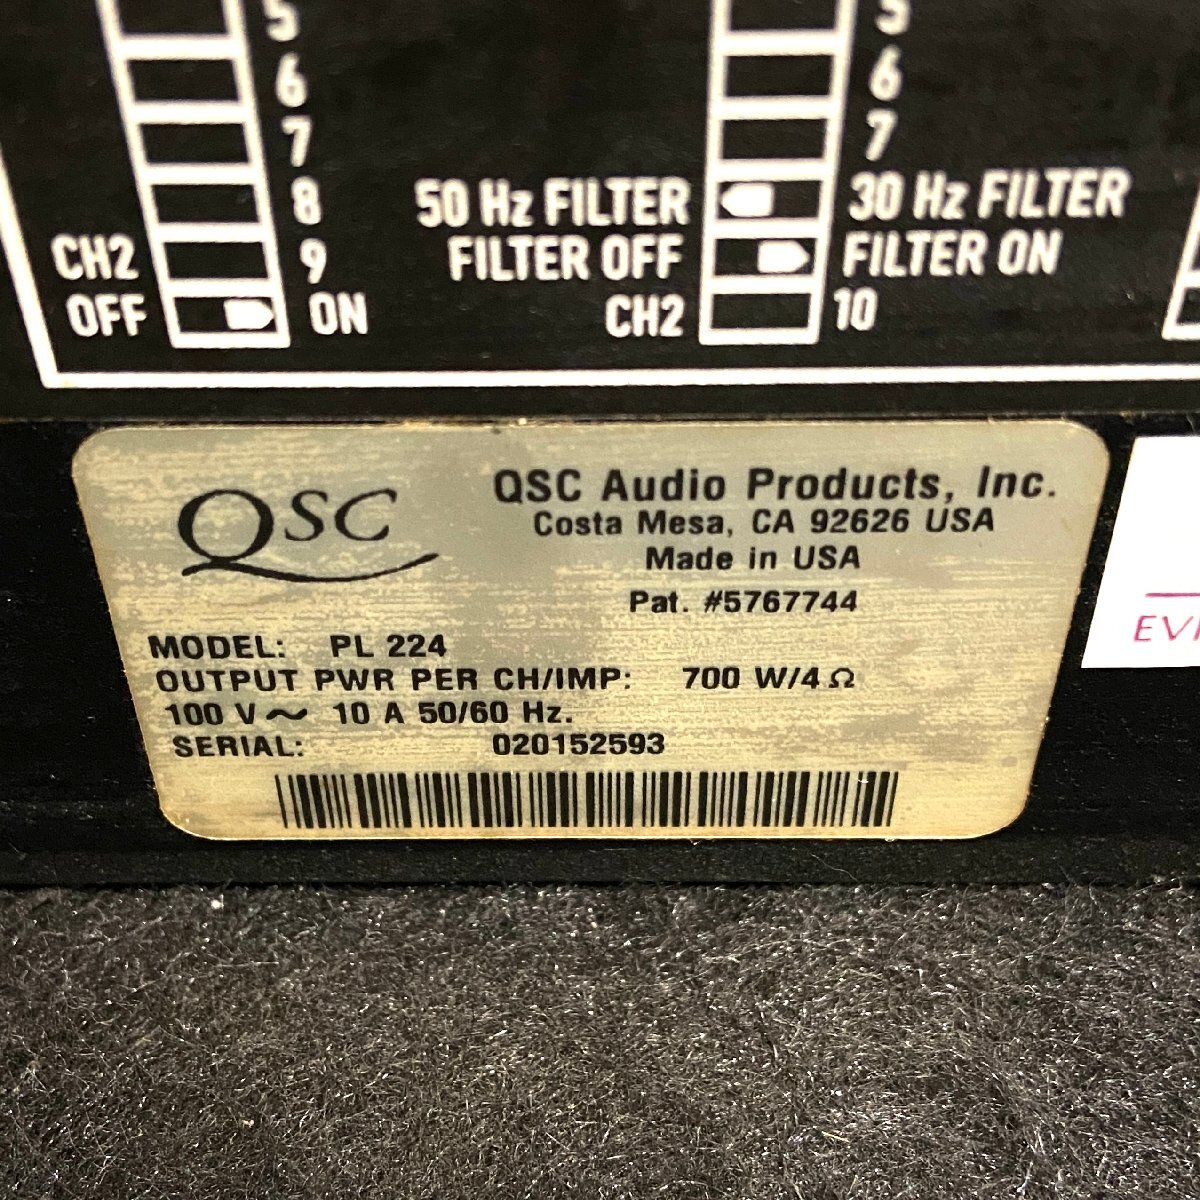 5 5
6 6
7 7
8 50 Hz FILTER 30 Hz FILTER
CH2 9 FILTER OFF FILTER ON
OFF ON CH2 10
QSC
QSC Audio Products, Inc.
Costa Mesa, CA 92626 USA
Made in USA
Pat. #5767744
MODEL: PL 224
OUTPUT PWR PER CH/IMP: 700 W/4 Ω
100 V ~ 10 A 50/60 Hz.
SERIAL: 020152593